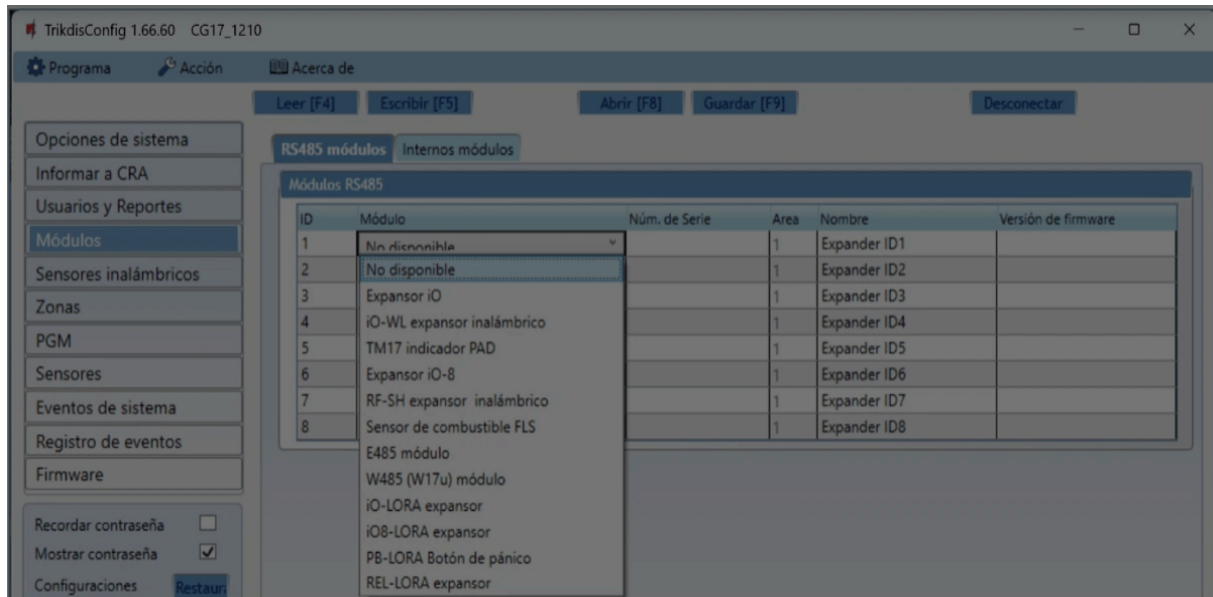 TrikdisConfig 1.66.60 CG17_1210
Programa Acción Acerca de
Leer [F4] Escribir [F5] Abrir [F8] Guardar [F9] Desconectar
Opciones de sistema
Informar a CRA
Usuarios y Reportes
Módulos
Sensores inalámbricos
Zonas
PGM
Sensores
Eventos de sistema
Registro de eventos
Firmware
Recordar contraseña
Mostrar contraseña
Configuraciones Restaur
RS485 módulos Internos módulos
Módulos RS485
ID Módulo Núm. de Serie Area Nombre Versión de firmware
1 No disponible 1 Expander ID1
2 1 Expander ID2
3 1 Expander ID3
4 1 Expander ID4
5 1 Expander ID5
6 1 Expander ID6
7 1 Expander ID7
8 1 Expander ID8
No disponible
Expansor iO
iO-WL expansor inalámbrico
TM17 indicador PAD
Expansor iO-8
RF-SH expansor inalámbrico
Sensor de combustible FLS
E485 módulo
W485 (W17u) módulo
iO-LORA expansor
iO8-LORA expansor
PB-LORA Botón de pánico
REL-LORA expansor